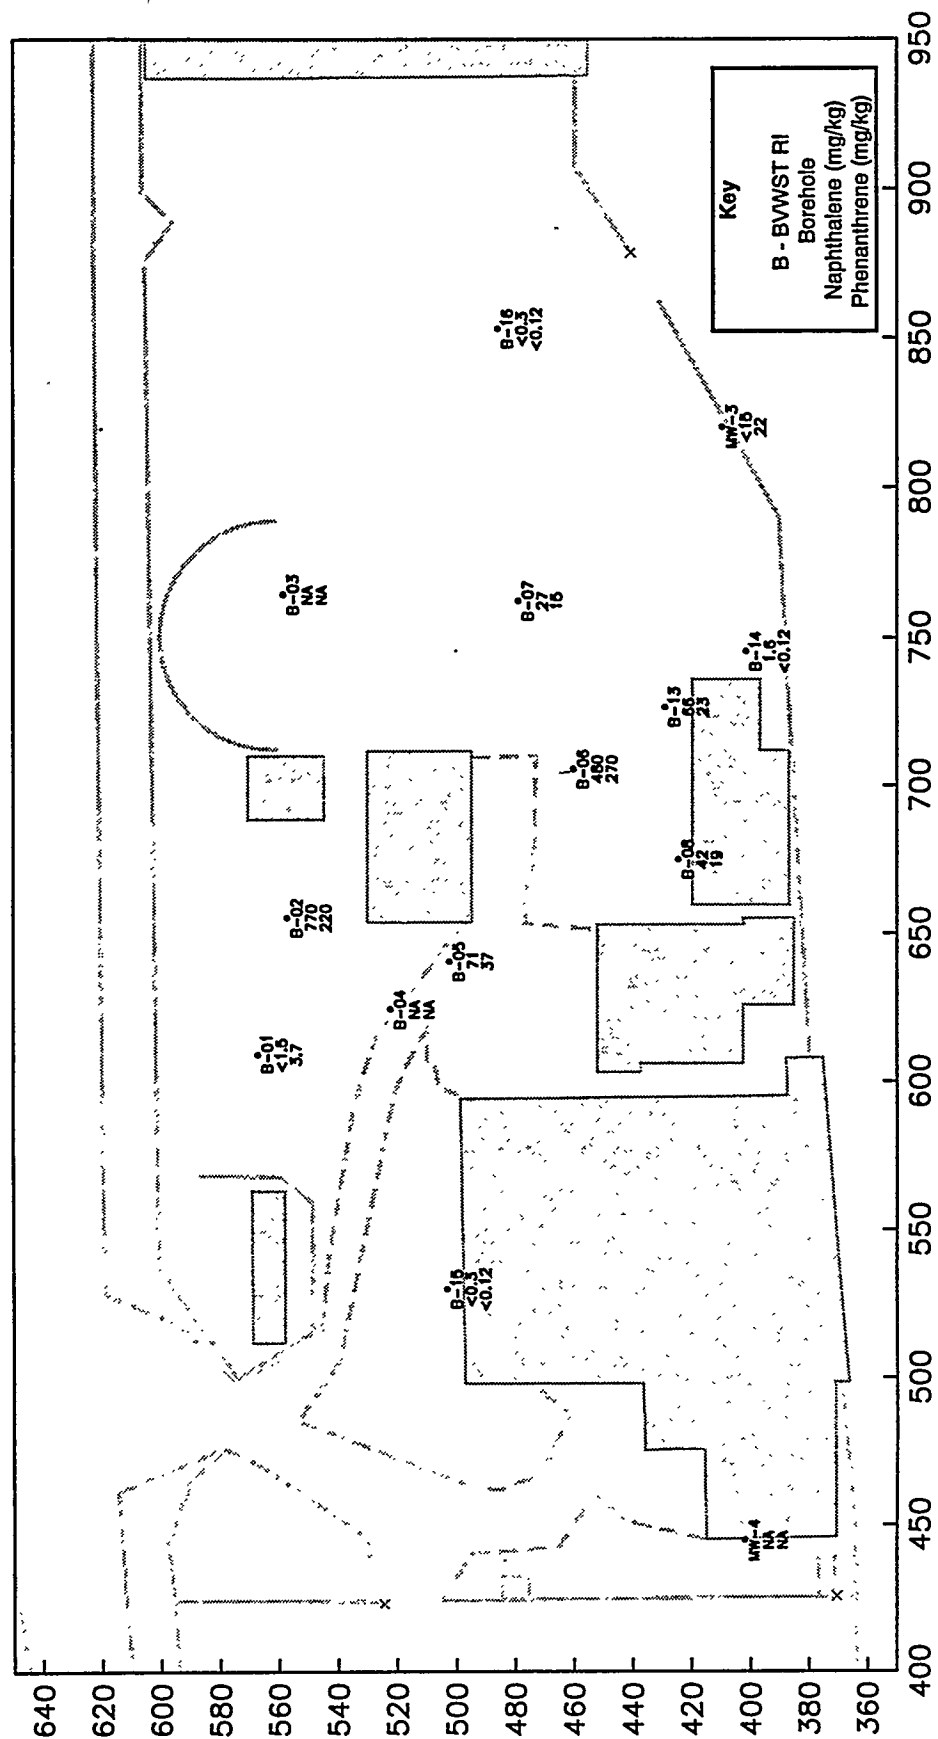 640
620
600
580
560
540
520
500
480
460
440
420
400
380
360
B-01
<1.5
3.7
B-02
770
220
B-03
NA
NA
B-04
NA
NA
B-05
71
37
B-15
<0.3
<0.12
B-16
<0.3
<0.12
B-07
27
15
B-06
460
270
B-08
42
19
B-13
66
23
B-14
1.6
<0.12
MW-3
<15
22
MW-4
NA
NA
Key
B - BVWST RI
Borehole
Naphthalene (mg/kg)
Phenanthrene (mg/kg)
400
450
500
550
600
650
700
750
800
850
900
950